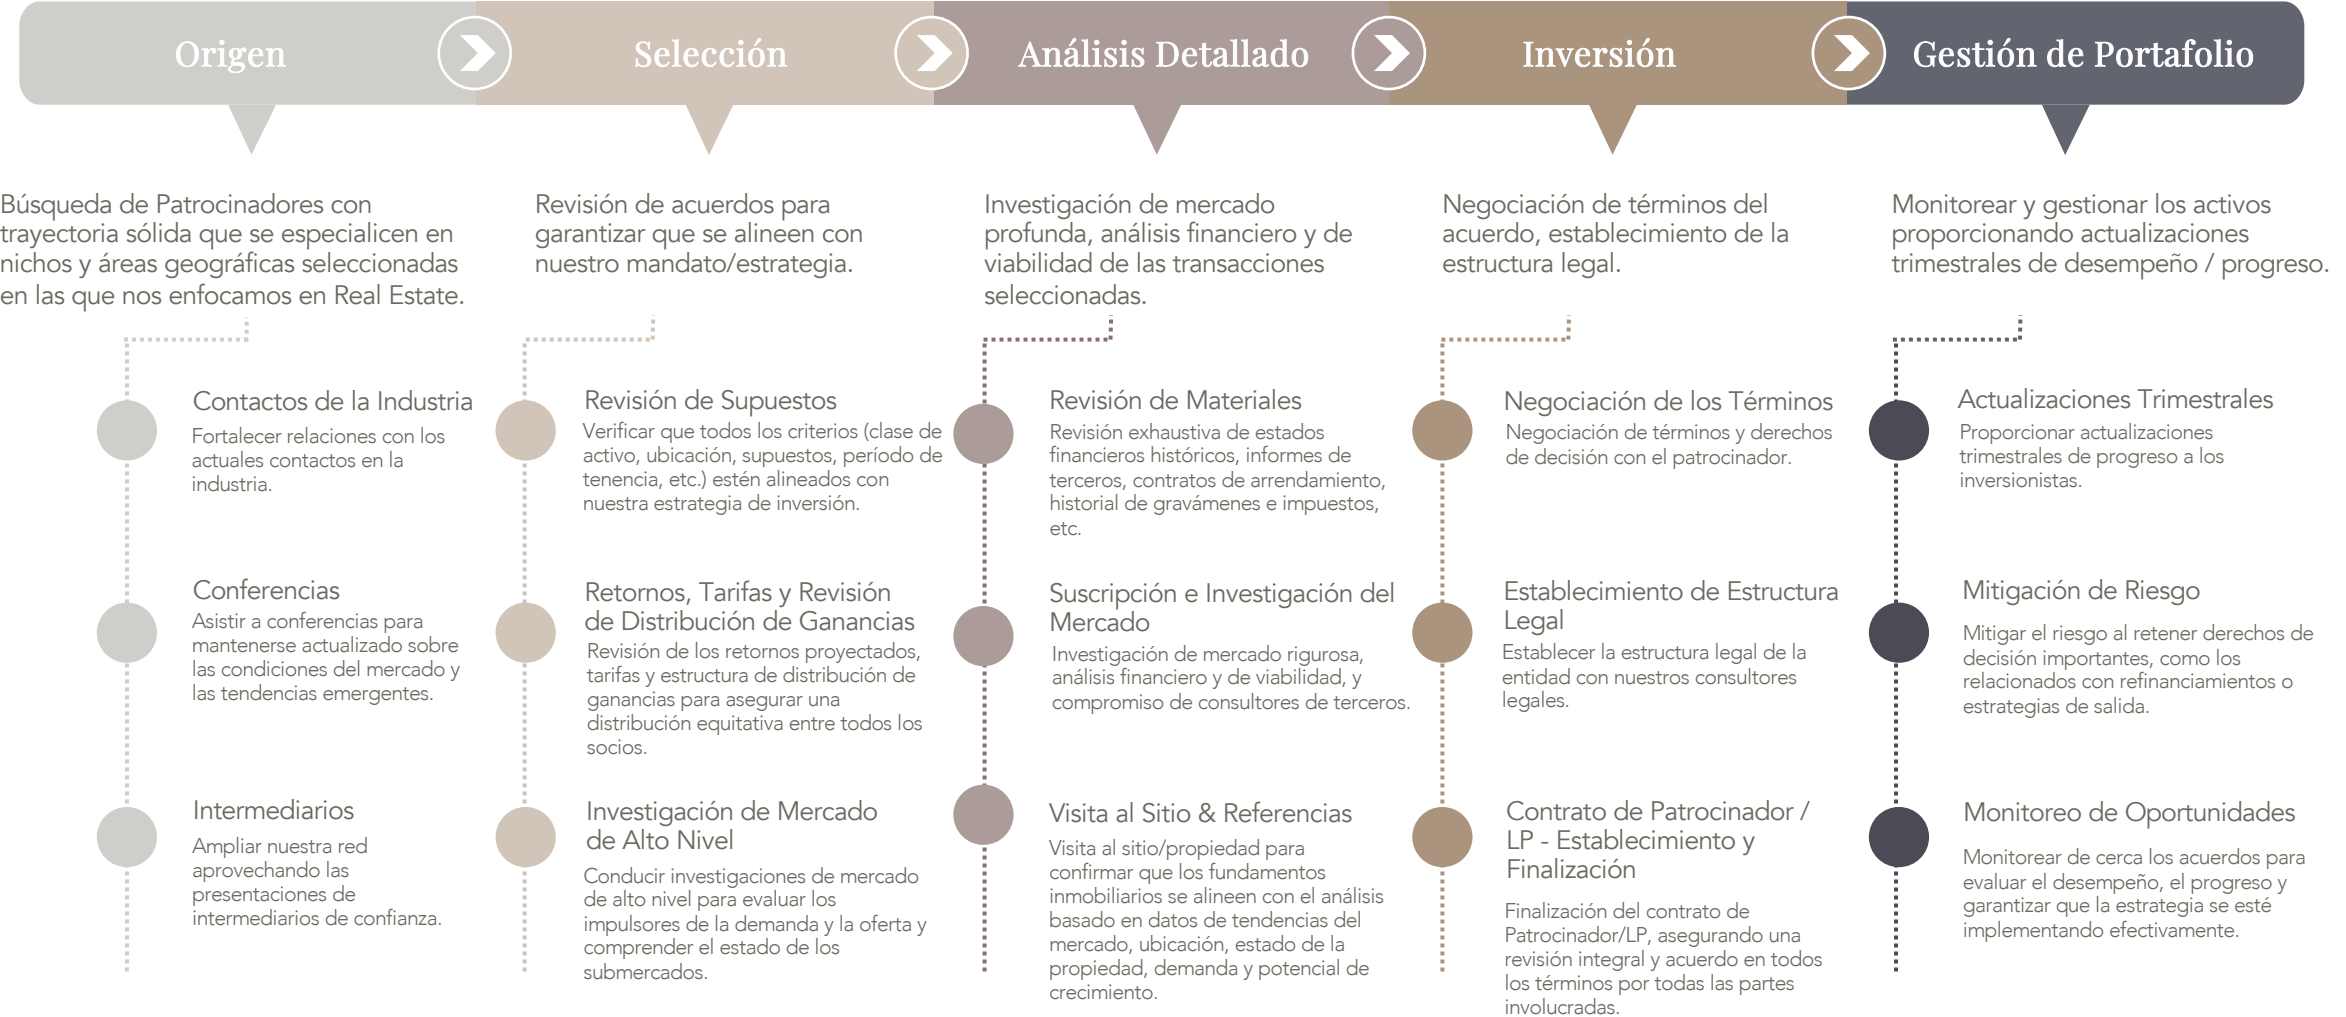 Origen
Selección
Análisis Detallado
Inversión
Gestión de Portafolio
Búsqueda de Patrocinadores con
trayectoria sólida que se especialicen en
nichos y áreas geográficas seleccionadas
en las que nos enfocamos en Real Estate.
Contactos de la Industria
Fortalecer relaciones con los
actuales contactos en la
industria.
Conferencias
Asistir a conferencias para
mantenerse actualizado sobre
las condiciones del mercado y
las tendencias emergentes.
Intermediarios
Ampliar nuestra red
aprovechando las
presentaciones de
intermediarios de confianza.
Revisión de acuerdos para
garantizar que se alineen con
nuestro mandato/estrategia.
Revisión de Supuestos
Verificar que todos los criterios (clase de
activo, ubicación, supuestos, período de
tenencia, etc.) estén alineados con
nuestra estrategia de inversión.
Retornos, Tarifas y Revisión
de Distribución de Ganancias
Revisión de los retornos proyectados,
tarifas y estructura de distribución de
ganancias para asegurar una
distribución equitativa entre todos los
socios.
Investigación de Mercado
de Alto Nivel
Conducir investigaciones de mercado
de alto nivel para evaluar los
impulsores de la demanda y la oferta y
comprender el estado de los
submercados.
Investigación de mercado
profunda, análisis financiero y de
viabilidad de las transacciones
seleccionadas.
Revisión de Materiales
Revisión exhaustiva de estados
financieros históricos, informes de
terceros, contratos de arrendamiento,
historial de gravámenes e impuestos,
etc.
Suscripción e Investigación del
Mercado
Investigación de mercado rigurosa,
análisis financiero y de viabilidad, y
compromiso de consultores de terceros.
Visita al Sitio & Referencias
Visita al sitio/propiedad para
confirmar que los fundamentos
inmobiliarios se alineen con el análisis
basado en datos de tendencias del
mercado, ubicación, estado de la
propiedad, demanda y potencial de
crecimiento.
Negociación de términos del
acuerdo, establecimiento de la
estructura legal.
Negociación de los Términos
Negociación de términos y derechos
de decisión con el patrocinador.
Establecimiento de Estructura
Legal
Establecer la estructura legal de la
entidad con nuestros consultores
legales.
Contrato de Patrocinador /
LP - Establecimiento y
Finalización
Finalización del contrato de
Patrocinador/LP, asegurando una
revisión integral y acuerdo en todos
los términos por todas las partes
involucradas.
Monitorear y gestionar los activos
proporcionando actualizaciones
trimestrales de desempeño / progreso.
Actualizaciones Trimestrales
Proporcionar actualizaciones
trimestrales de progreso a los
inversionistas.
Mitigación de Riesgo
Mitigar el riesgo al retener derechos de
decisión importantes, como los
relacionados con refinanciamientos o
estrategias de salida.
Monitoreo de Oportunidades
Monitorear de cerca los acuerdos para
evaluar el desempeño, el progreso y
garantizar que la estrategia se esté
implementando efectivamente.